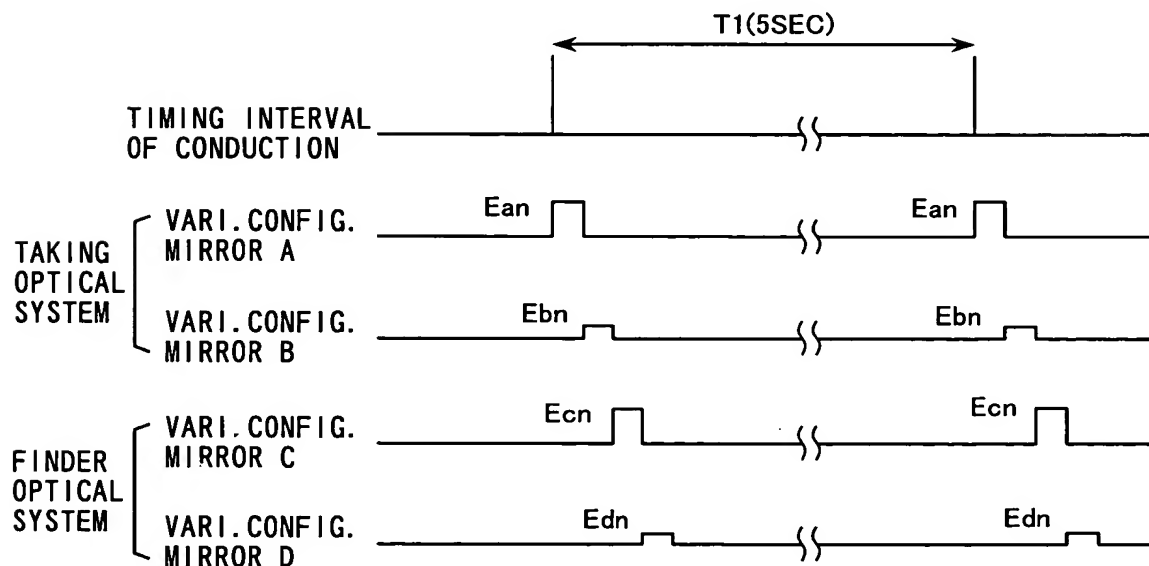 T1(5SEC)
TIMING INTERVAL
OF CONDUCTION
TAKING
OPTICAL
SYSTEM
VARI.CONFIG.
MIRROR A
Ean
Ean
VARI.CONFIG.
MIRROR B
Ebn
Ebn
FINDER
OPTICAL
SYSTEM
VARI.CONFIG.
MIRROR C
Ecn
Ecn
VARI.CONFIG.
MIRROR D
Edn
Edn